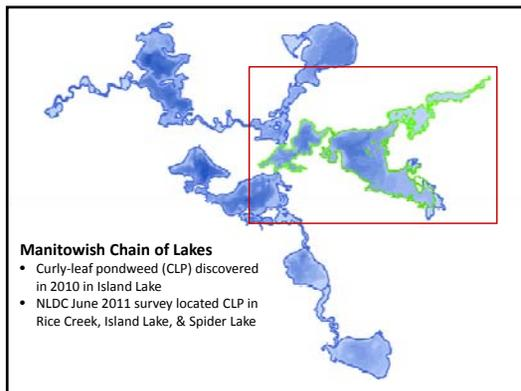 Manitowish Chain of Lakes
• Curly-leaf pondweed (CLP) discovered
in 2010 in Island Lake
• NLDC June 2011 survey located CLP in
Rice Creek, Island Lake, & Spider Lake